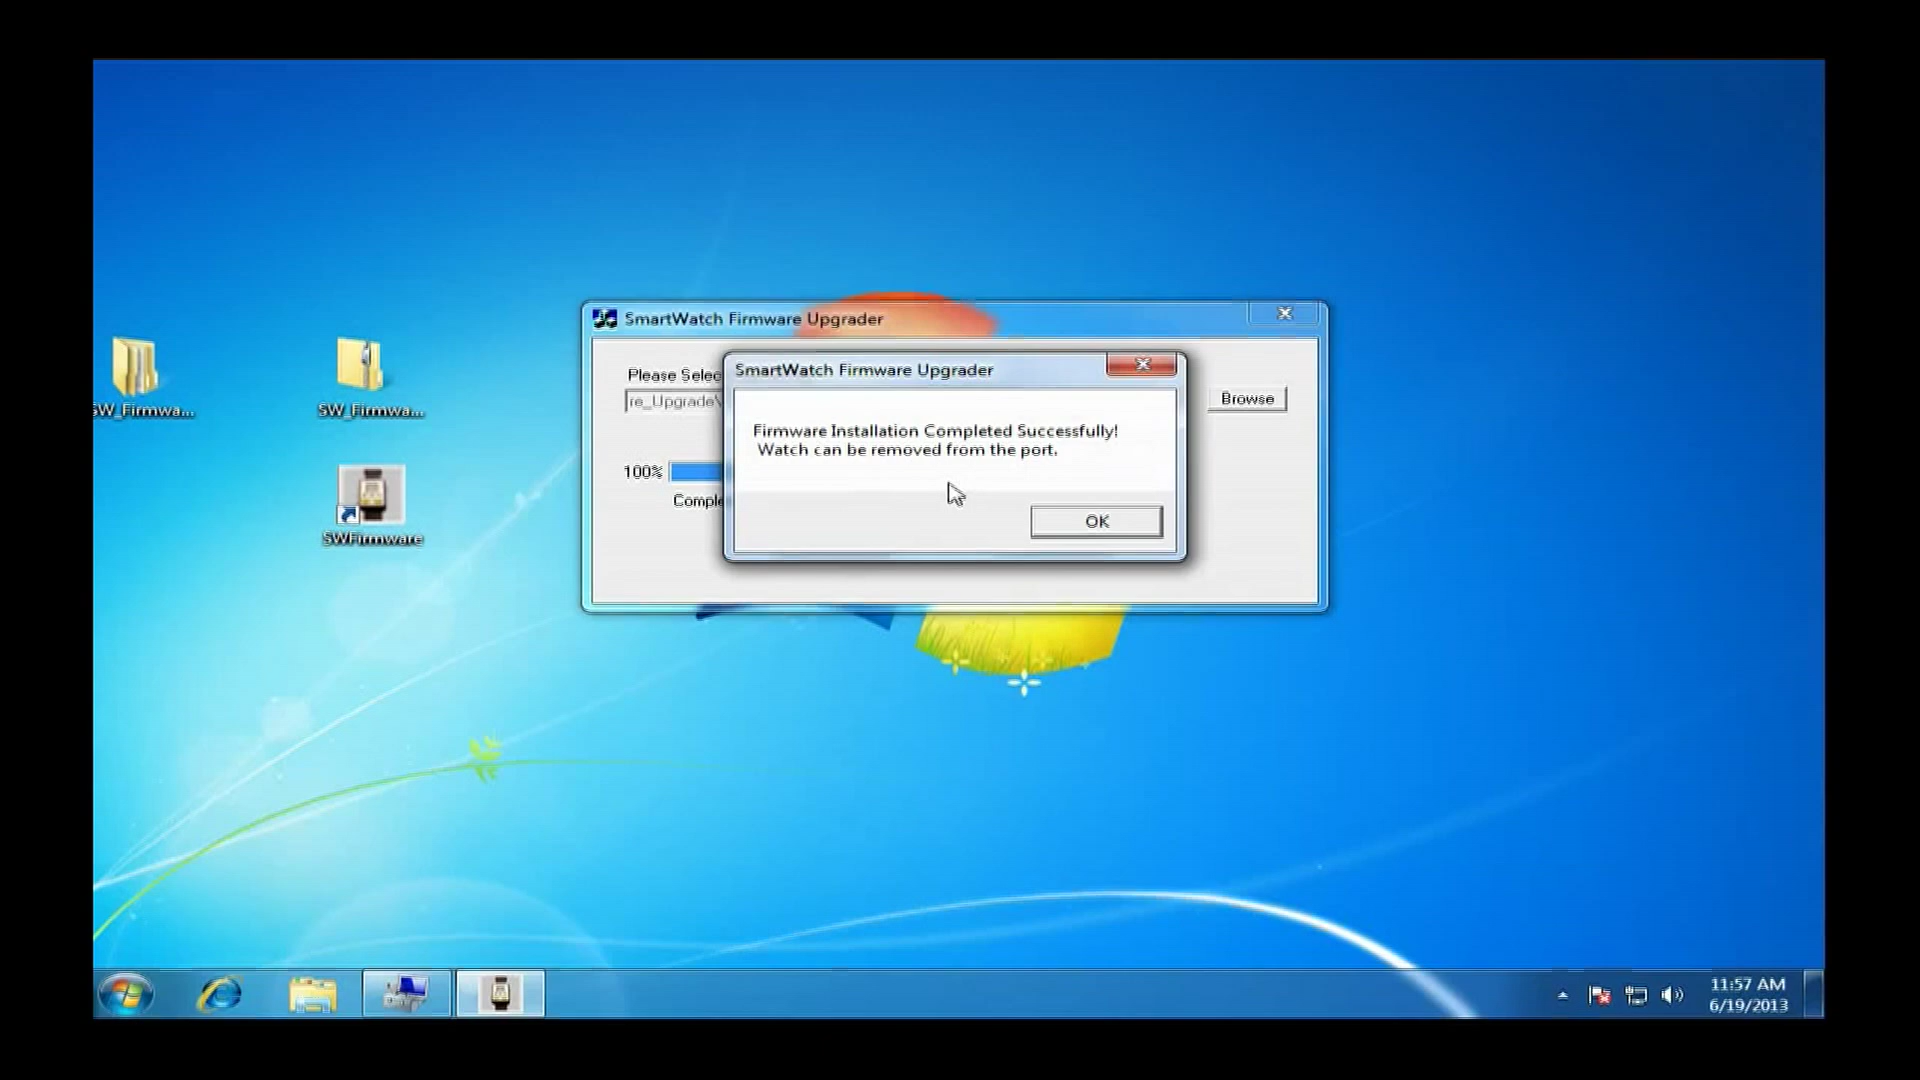 SmartWatch Firmware Upgrader
Please Selec
re_Upgrade\
Browse
100%
Comple
SmartWatch Firmware Upgrader
Firmware Installation Completed Successfully!
Watch can be removed from the port.
OK
SW_Firmwa...
SW_Firmwa...
SWFirmware
11:57 AM
6/19/2013